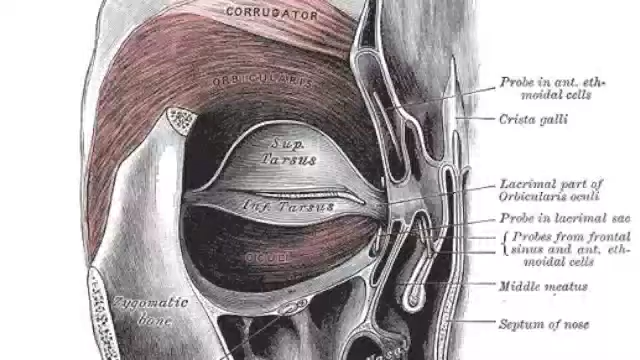 CORRUGATOR
ORBICULARIS
Probe in ant. eth-
moidal cells
Crista galli
Sup.
Tarsus
Inf. Tarsus
Lacrimal part of
Orbicularis oculi
Probe in lacrimal sac
Probes from frontal
sinus and ant. eth-
moidal cells
OCULI
Middle meatus
Zygomatic
bone
Septum of nose
Nasal